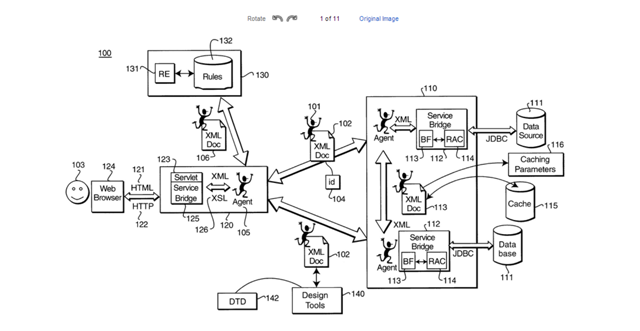 Rotate
1 of 11
Original Image
100
132
131
RE
Rules
130
XML
Doc
106
101
102
XML
Doc
id
104
110
XML
Agent
Service
Bridge
BF
RAC
113
112
114
JDBC
111
Data
Source
116
Caching
Parameters
XML
Doc
113
Cache
115
103
124
Web
Browser
121
HTML
HTTP
122
123
Servlet
Service
Bridge
125
XML
XSL
126
120
Agent
105
XML
112
Service
Bridge
Agent
BF
RAC
113
114
JDBC
Data
base
111
XML
Doc
102
DTD
142
Design
Tools
140